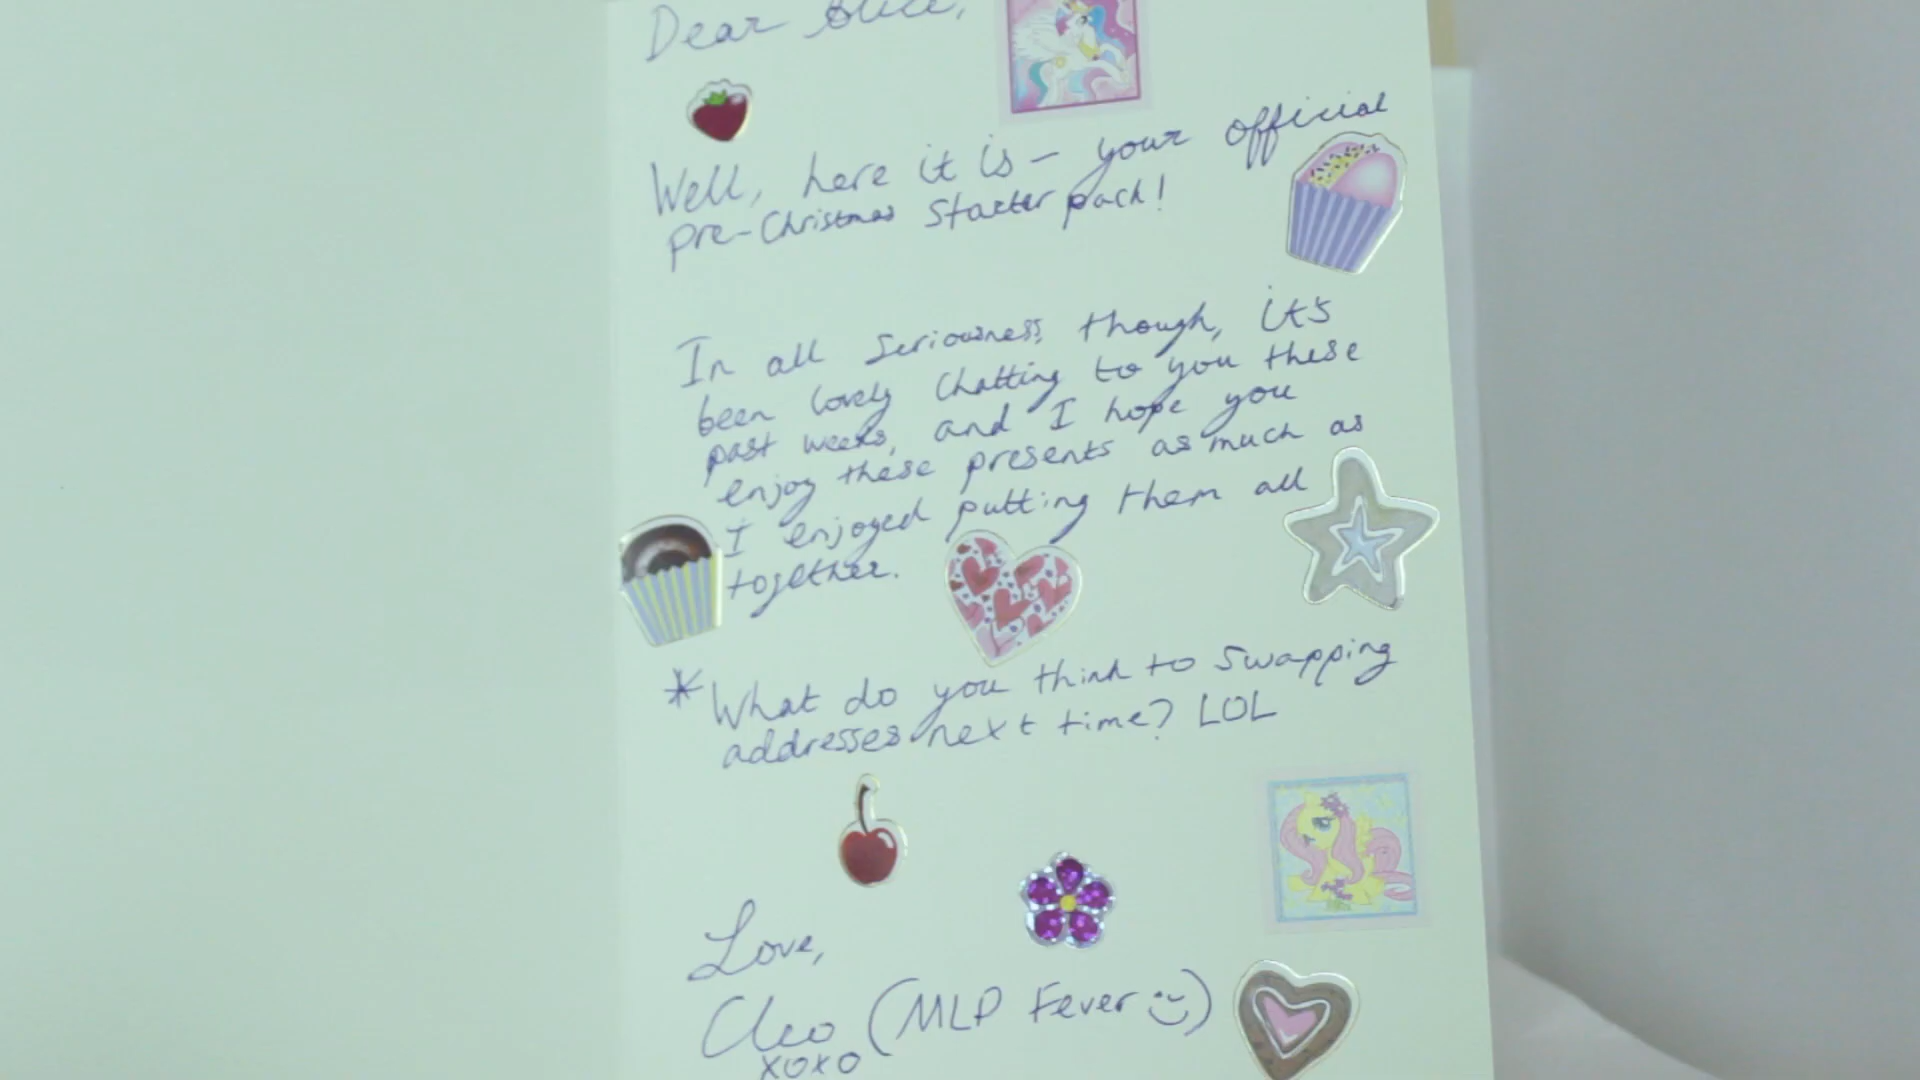 Dear Alice,
Well, here it is - your official
pre-Christmas starter pack!
In all seriousness, though, it's
been lovely chatting to you these
past weeks, and I hope you
enjoy these presents as much as
I enjoyed putting them all
together.
*What do you think to swapping
addresses next time? LOL
Love,
Cleo (MLP Fever ツ)
xoxo